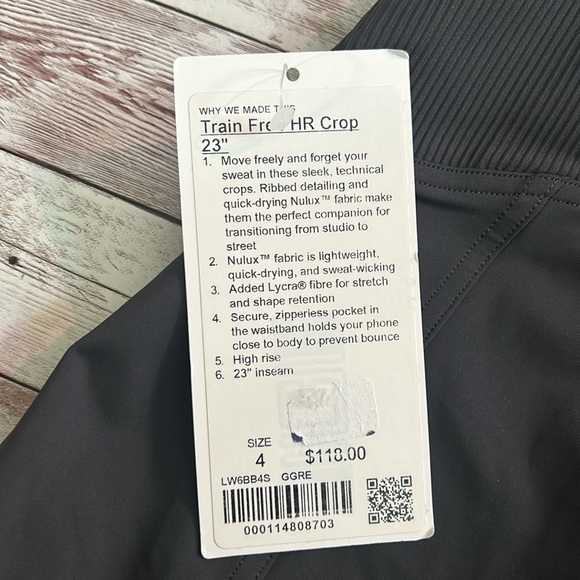 WHY WE MADE THIS
Train Free HR Crop
23"
1. Move freely and forget your
sweat in these sleek, technical
crops. Ribbed detailing and
quick-drying Nulux™ fabric make
them the perfect companion for
transitioning from studio to
street
2. Nulux™ fabric is lightweight,
quick-drying, and sweat-wicking
3. Added Lycra® fibre for stretch
and shape retention
4. Secure, zipperless pocket in
the waistband holds your phone
close to body to prevent bounce
5. High rise
6. 23" inseam
SIZE
4 $118.00
LW6BB4S GGRE
000114808703